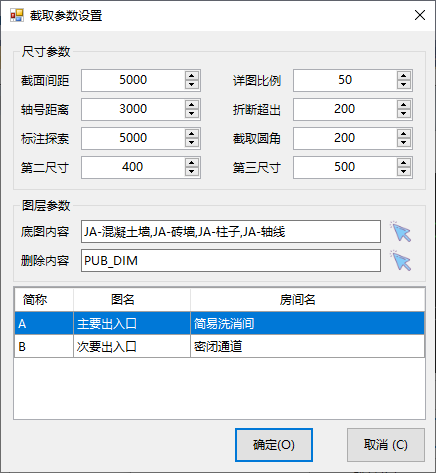 截取参数设置
尺寸参数
截面间距 5000 详图比例 50
轴号距离 3000 折断超出 200
标注探索 5000 截取圆角 200
第二尺寸 400 第三尺寸 500
图层参数
底图内容 JA-混凝土墙,JA-砖墙,JA-柱子,JA-轴线
删除内容 PUB_DIM
简称 图名 房间名
A 主要出入口 简易洗消间
B 次要出入口 密闭通道
确定(O) 取消 (C)